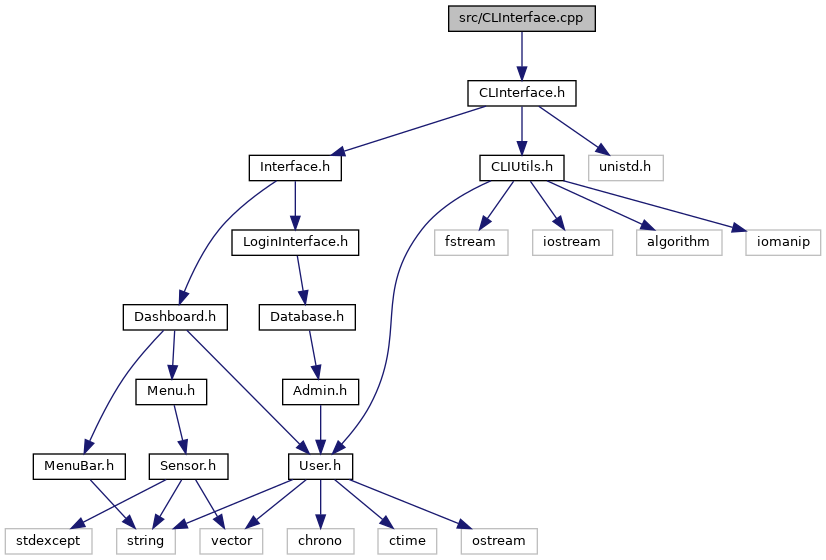 src/CLInterface.cpp
CLInterface.h
Interface.h
CLIUtils.h
unistd.h
LoginInterface.h
fstream
iostream
algorithm
iomanip
Dashboard.h
Database.h
Menu.h
Admin.h
MenuBar.h
Sensor.h
User.h
stdexcept
string
vector
chrono
ctime
ostream